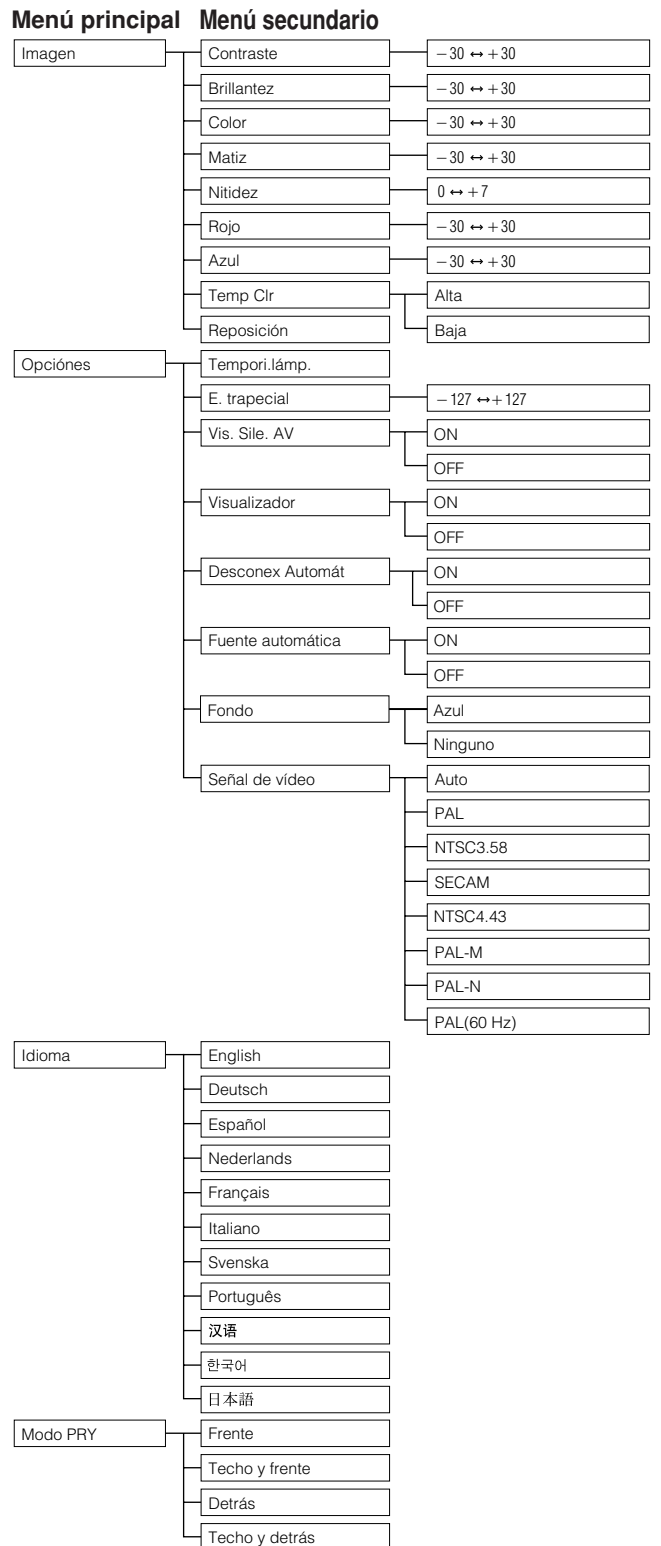 Menú principal Menú secundario
Imagen Contraste −30 ↔ +30
Brillantez −30 ↔ +30
Color −30 ↔ +30
Matiz −30 ↔ +30
Nitidez 0 ↔ +7
Rojo −30 ↔ +30
Azul −30 ↔ +30
Temp Clr Alta
Reposición Baja
Opciónes Tempori.lámp.
E. trapecial −127 ↔+127
Vis. Sile. AV ON
OFF
Visualizador ON
OFF
Desconex Automát ON
OFF
Fuente automática ON
OFF
Fondo Azul
Ninguno
Señal de vídeo Auto
PAL
NTSC3.58
SECAM
NTSC4.43
PAL-M
PAL-N
PAL(60 Hz)
Idioma English
Deutsch
Español
Nederlands
Français
Italiano
Svenska
Português
汉语
한국어
日本語
Modo PRY Frente
Techo y frente
Detrás
Techo y detrás